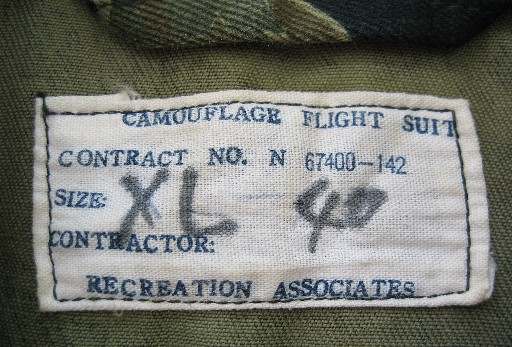 CAMOUFLAGE FLIGHT SUIT
CONTRACT NO. N 67400-142
SIZE: XL 40
CONTRACTOR:
RECREATION ASSOCIATES